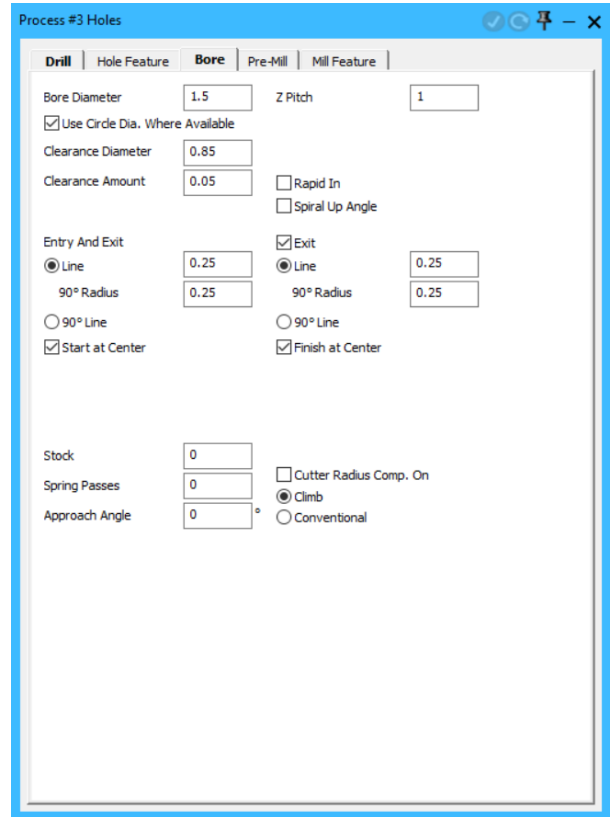 Process #3 Holes
Drill Hole Feature Bore Pre-Mill Mill Feature
Bore Diameter 1.5 Z Pitch 1
Use Circle Dia. Where Available
Clearance Diameter 0.85
Clearance Amount 0.05 Rapid In
Spiral Up Angle
Entry And Exit Exit
Line 0.25 Line 0.25
90° Radius 0.25 90° Radius 0.25
90° Line 90° Line
Start at Center Finish at Center
Stock 0
Cutter Radius Comp. On
Spring Passes 0
Climb
Approach Angle 0 ° Conventional